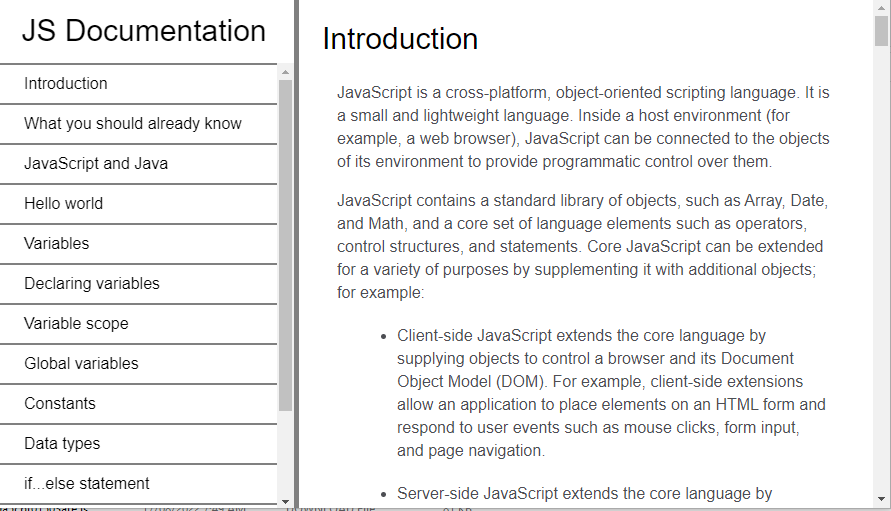 JS Documentation
Introduction
What you should already know
JavaScript and Java
Hello world
Variables
Declaring variables
Variable scope
Global variables
Constants
Data types
if...else statement
Introduction
JavaScript is a cross-platform, object-oriented scripting language. It is
a small and lightweight language. Inside a host environment (for
example, a web browser), JavaScript can be connected to the objects
of its environment to provide programmatic control over them.
JavaScript contains a standard library of objects, such as Array, Date,
and Math, and a core set of language elements such as operators,
control structures, and statements. Core JavaScript can be extended
for a variety of purposes by supplementing it with additional objects;
for example:
• Client-side JavaScript extends the core language by
supplying objects to control a browser and its Document
Object Model (DOM). For example, client-side extensions
allow an application to place elements on an HTML form and
respond to user events such as mouse clicks, form input,
and page navigation.
• Server-side JavaScript extends the core language by